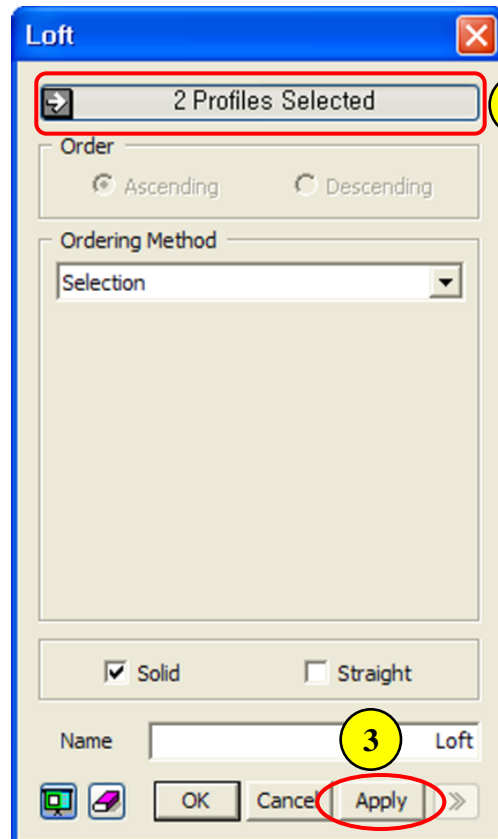 Loft
2 Profiles Selected
Order
Ascending Descending
Ordering Method
Selection
Solid Straight
Name Loft
3
OK Cancel Apply